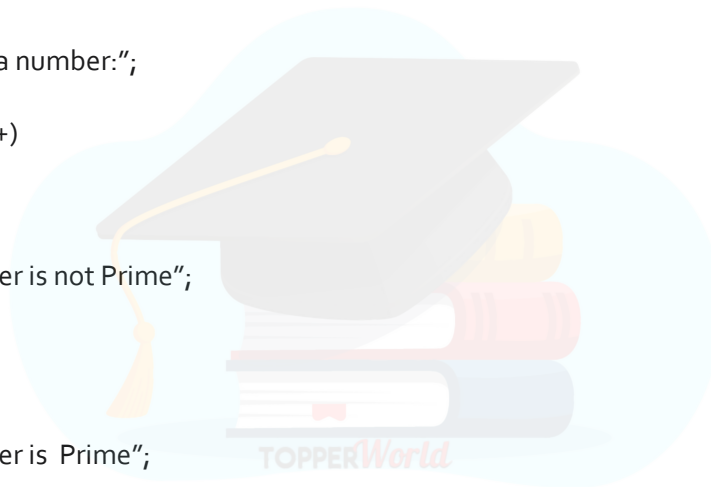 a number:”;
+)
er is not Prime”;
er is Prime”;
TOPPERWorld